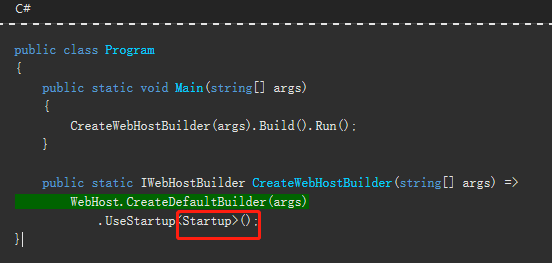 C#
public class Program
{
    public static void Main(string[] args)
    {
        CreateWebHostBuilder(args).Build().Run();
    }
    public static IWebHostBuilder CreateWebHostBuilder(string[] args) =>
        WebHost.CreateDefaultBuilder(args)
            .UseStartup<Startup>();
}